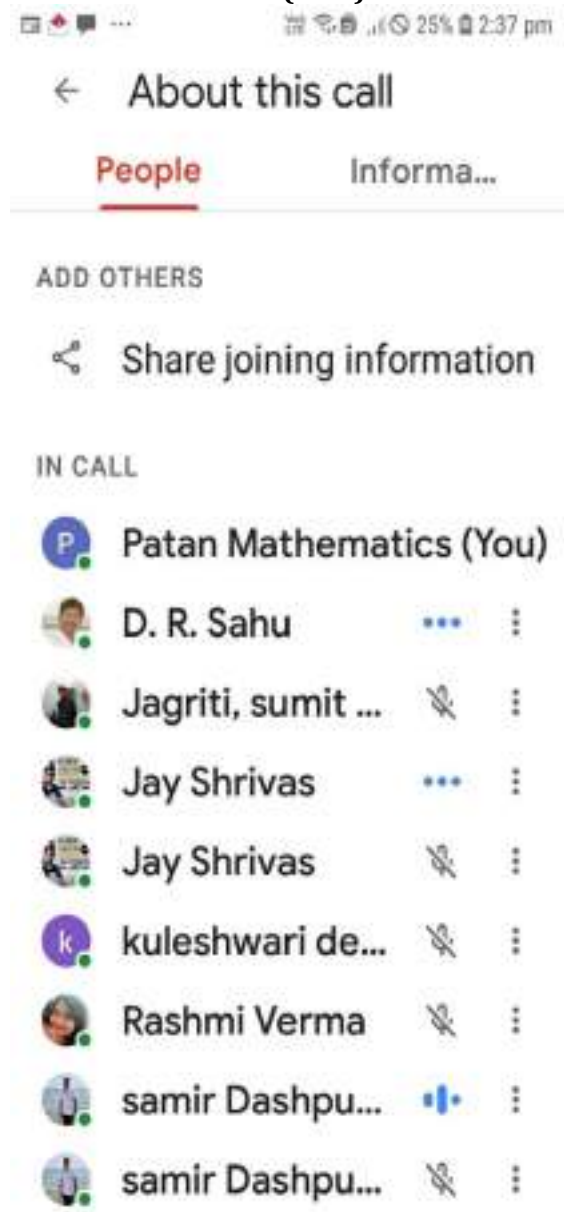 25% 2:37 pm
About this call
People Informa...
ADD OTHERS
Share joining information
IN CALL
P Patan Mathematics (You)
D. R. Sahu
Jagriti, sumit ...
Jay Shrivas
Jay Shrivas
k kuleshwari de...
Rashmi Verma
samir Dashpu...
samir Dashpu...